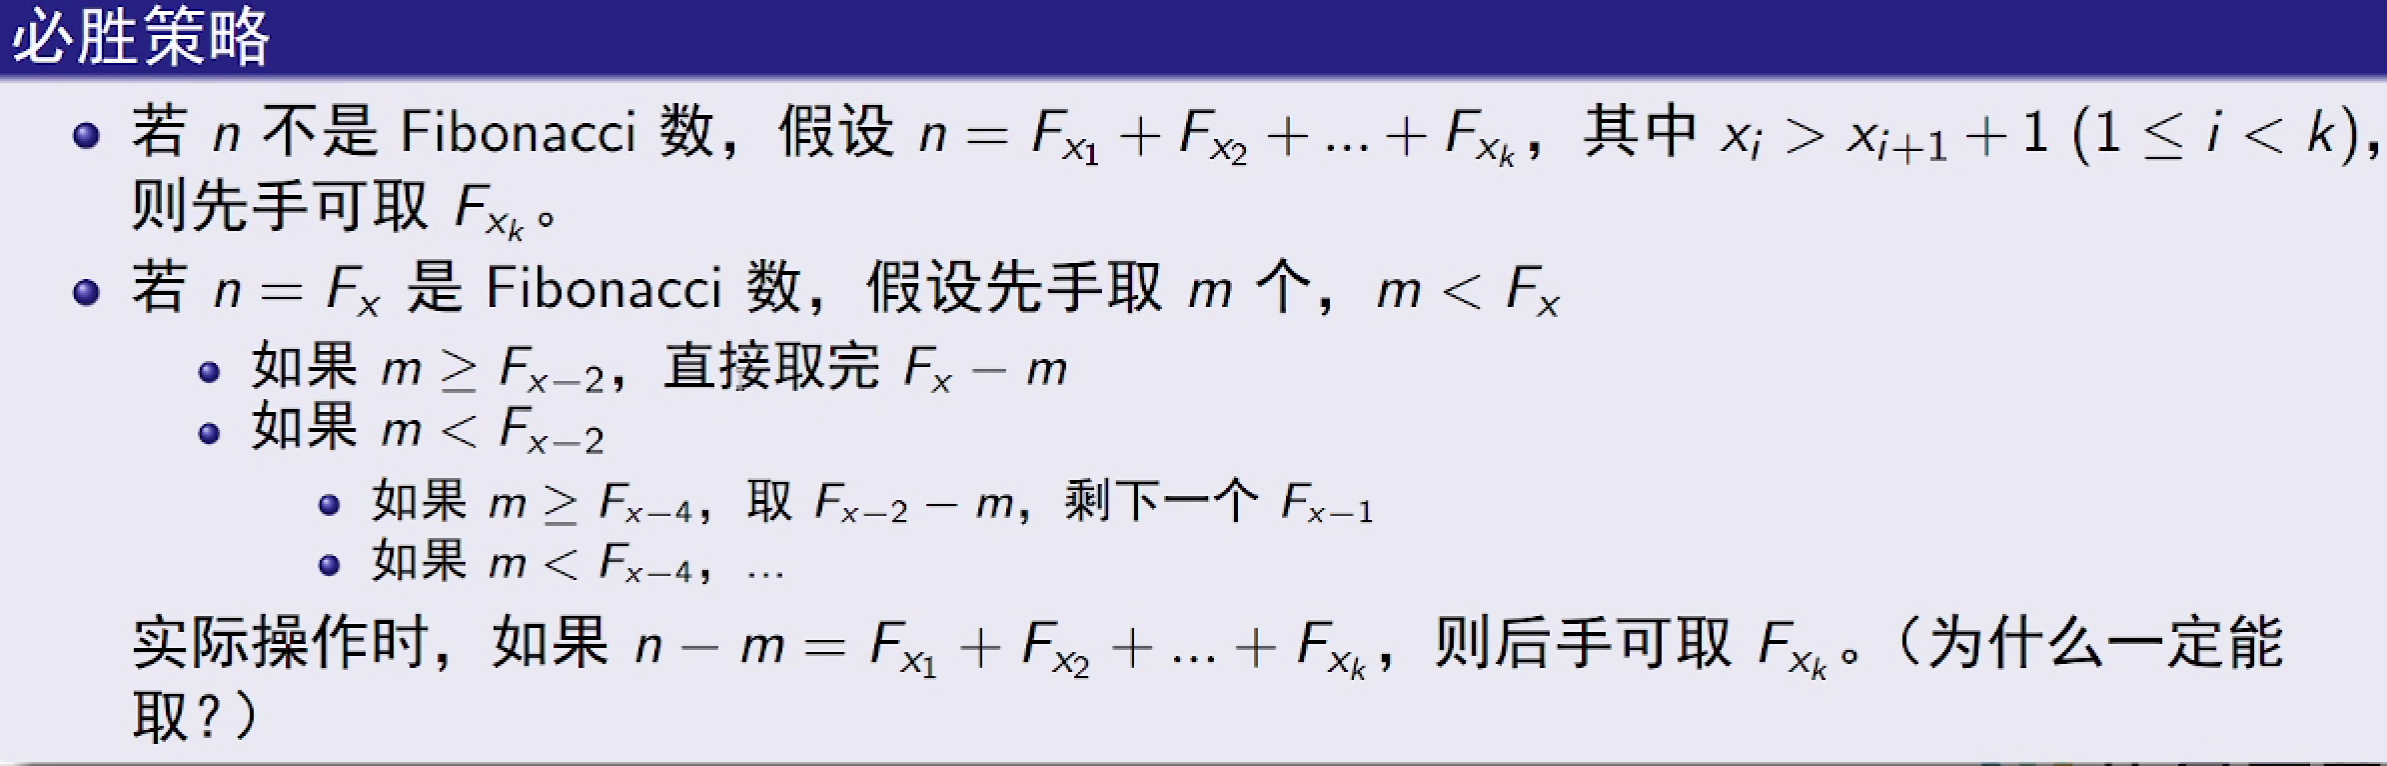 必胜策略
若 n 不是 Fibonacci 数，假设 n = F_{x_1} + F_{x_2} + ... + F_{x_k}，其中 x_i > x_{i+1} + 1 (1 ≤ i < k)，
则先手可取 F_{x_k}。
若 n = F_x 是 Fibonacci 数，假设先手取 m 个，m < F_x
如果 m ≥ F_{x−2}，直接取完 F_x − m
如果 m < F_{x−2}
如果 m ≥ F_{x−4}，取 F_{x−2} − m，剩下一个 F_{x−1}
如果 m < F_{x−4}，...
实际操作时，如果 n − m = F_{x_1} + F_{x_2} + ... + F_{x_k}，则后手可取 F_{x_k}。（为什么一定能
取？）